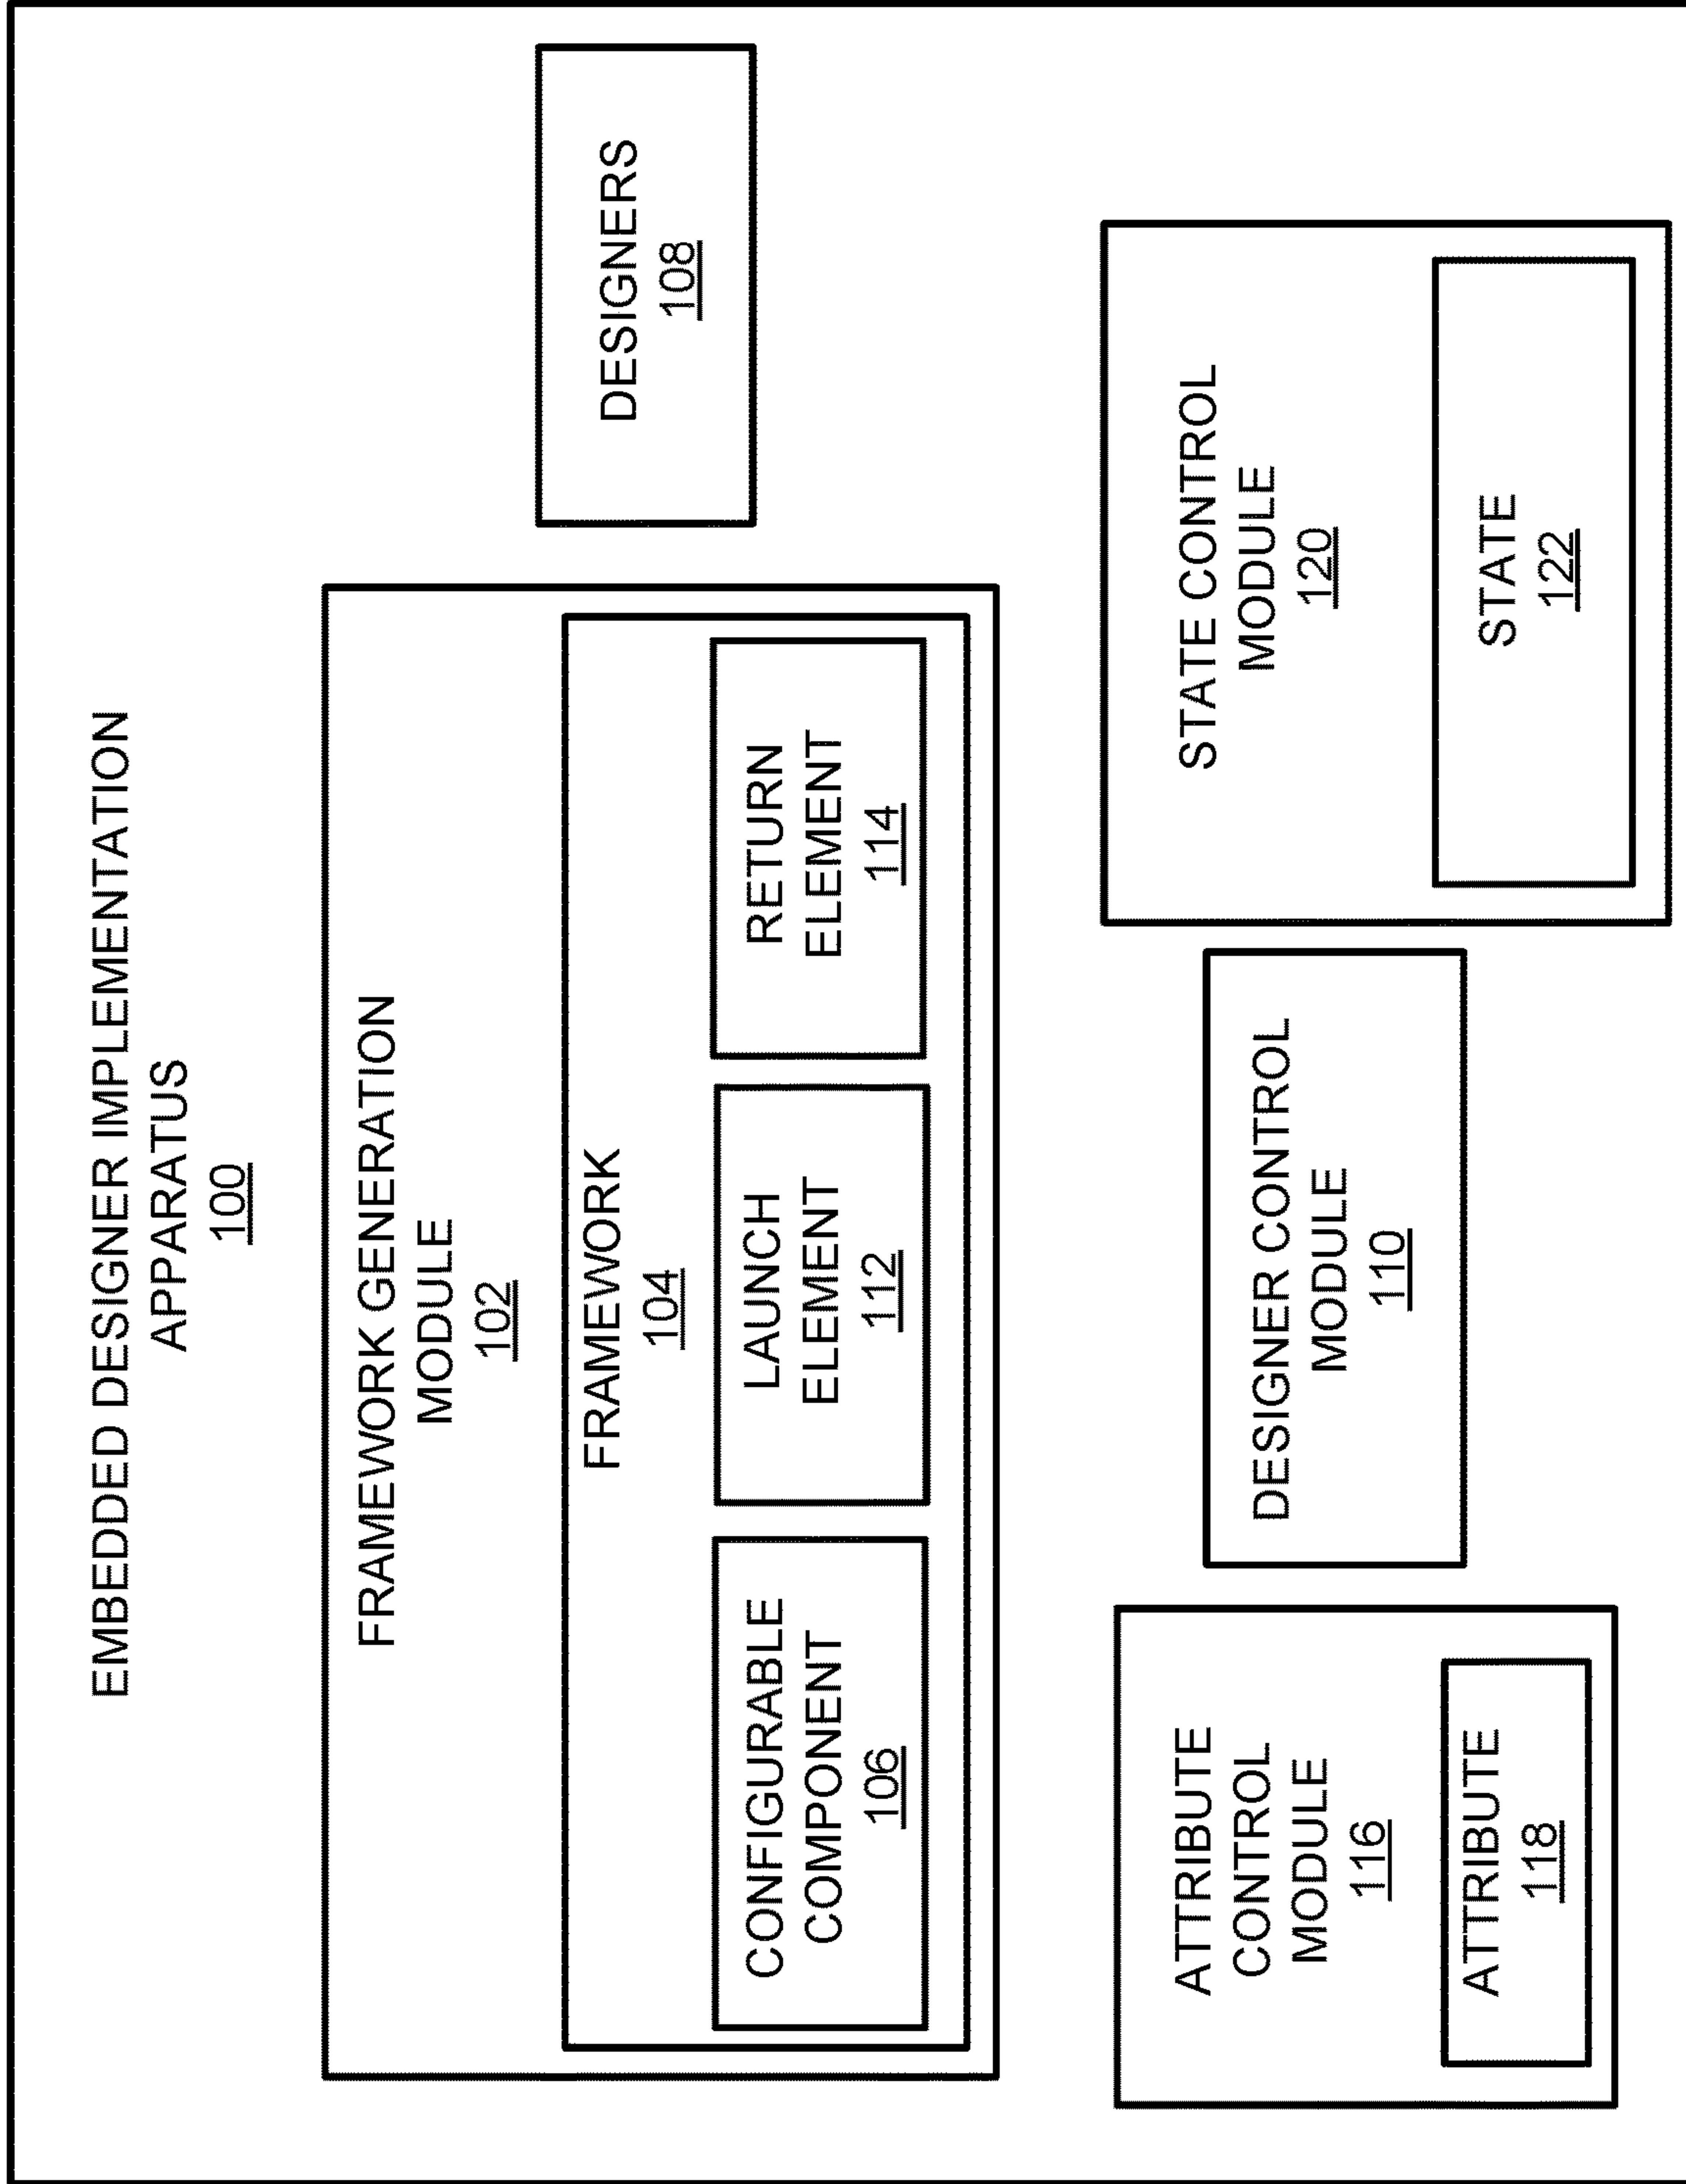 EMBEDDED DESIGNER IMPLEMENTATION
APPARATUS
100
FRAMEWORK GENERATION
MODULE
102
FRAMEWORK
104
CONFIGURABLE
COMPONENT
106
LAUNCH
ELEMENT
112
RETURN
ELEMENT
114
DESIGNERS
108
ATTRIBUTE
CONTROL
MODULE
116
ATTRIBUTE
118
DESIGNER CONTROL
MODULE
110
STATE CONTROL
MODULE
120
STATE
122